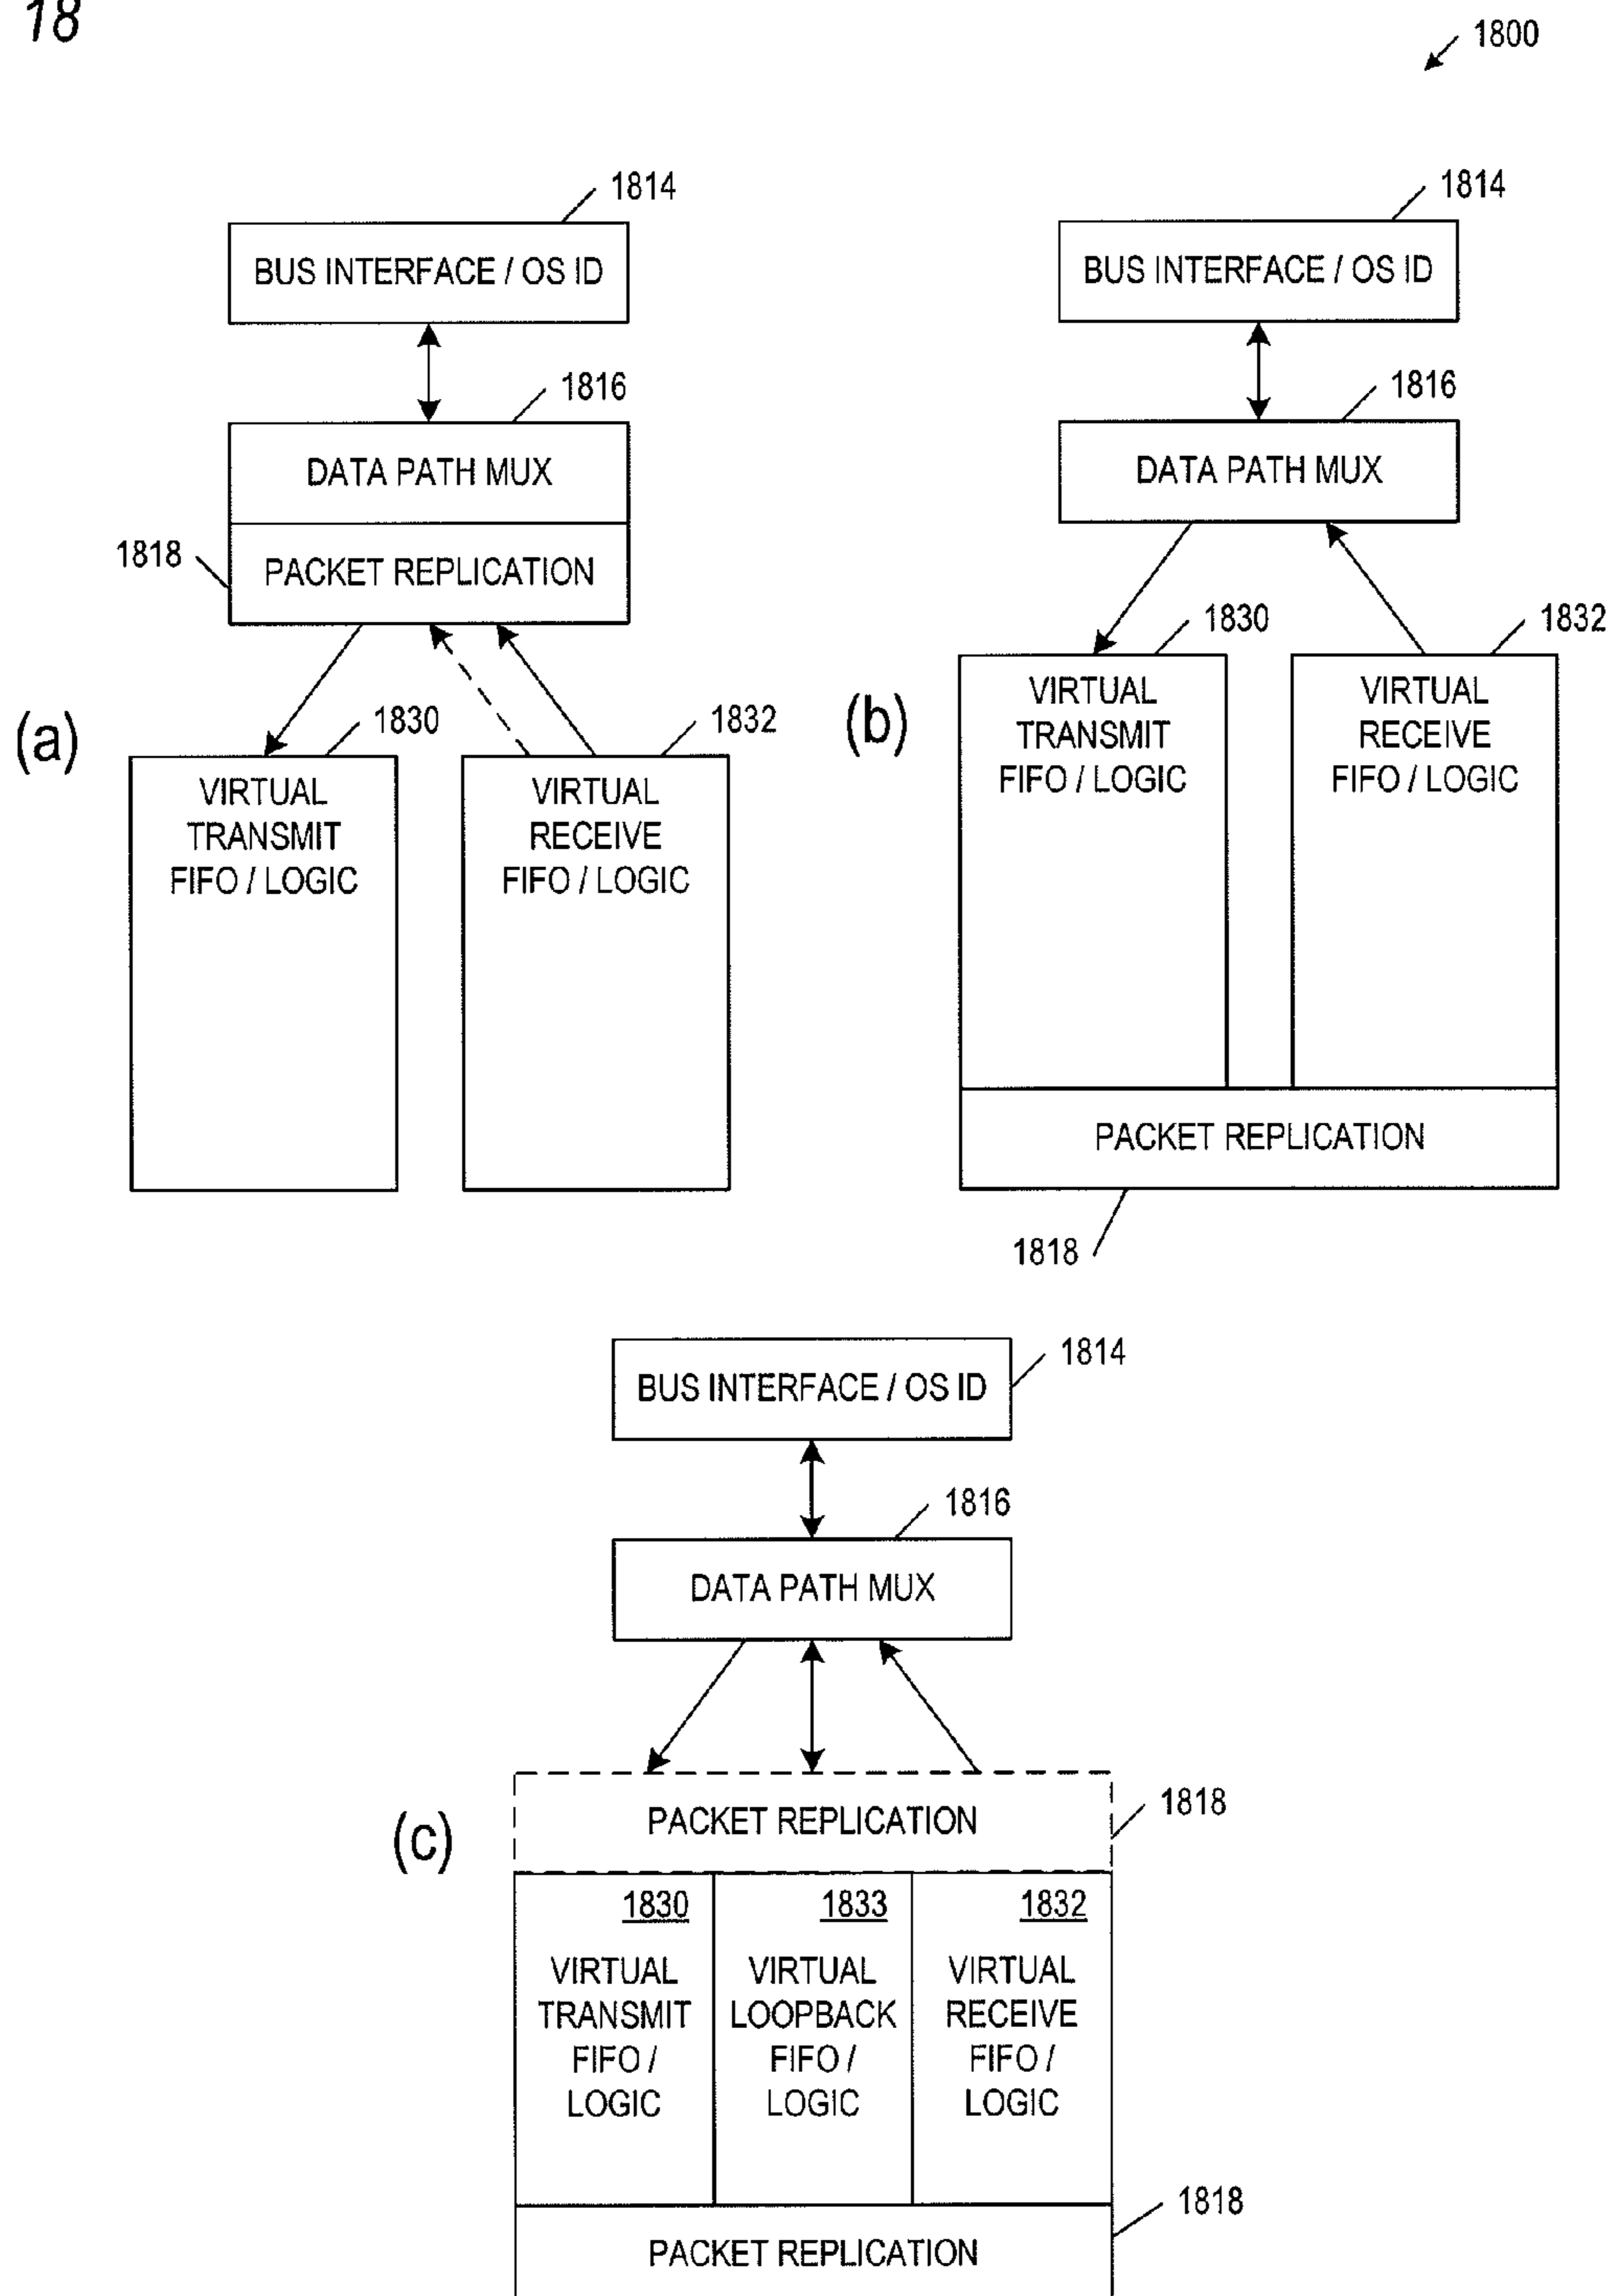 18
1800
1814
BUS INTERFACE / OS ID
1816
DATA PATH MUX
1818
PACKET REPLICATION
(a)
1830
1832
VIRTUAL
TRANSMIT
FIFO / LOGIC
VIRTUAL
RECEIVE
FIFO / LOGIC
1814
BUS INTERFACE / OS ID
1816
DATA PATH MUX
(b)
1830
1832
VIRTUAL
TRANSMIT
FIFO / LOGIC
VIRTUAL
RECEIVE
FIFO / LOGIC
PACKET REPLICATION
1818
1814
BUS INTERFACE / OS ID
1816
DATA PATH MUX
(c)
PACKET REPLICATION
1818
1830
VIRTUAL
TRANSMIT
FIFO /
LOGIC
1833
VIRTUAL
LOOPBACK
FIFO /
LOGIC
1832
VIRTUAL
RECEIVE
FIFO /
LOGIC
1818
PACKET REPLICATION